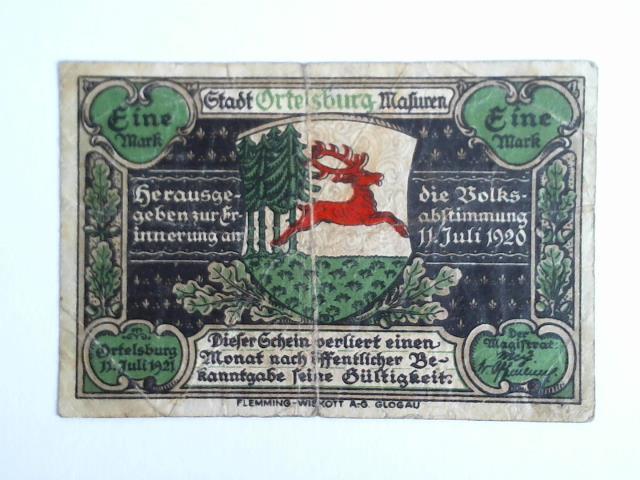 Stadt Ortelsburg Masuren
Eine
Mark
Eine
Mark
Herausge-
geben zur Er-
innerung an
die Volks-
abstimmung
11. Juli 1920
Ortelsburg
11. Juli 1921
Dieser Schein verliert einen
Monat nach öffentlicher Be-
kanntgabe seine Gültigkeit.
Der
Magistrat:
FLEMMING-WISKOTT A-G. GLOGAU